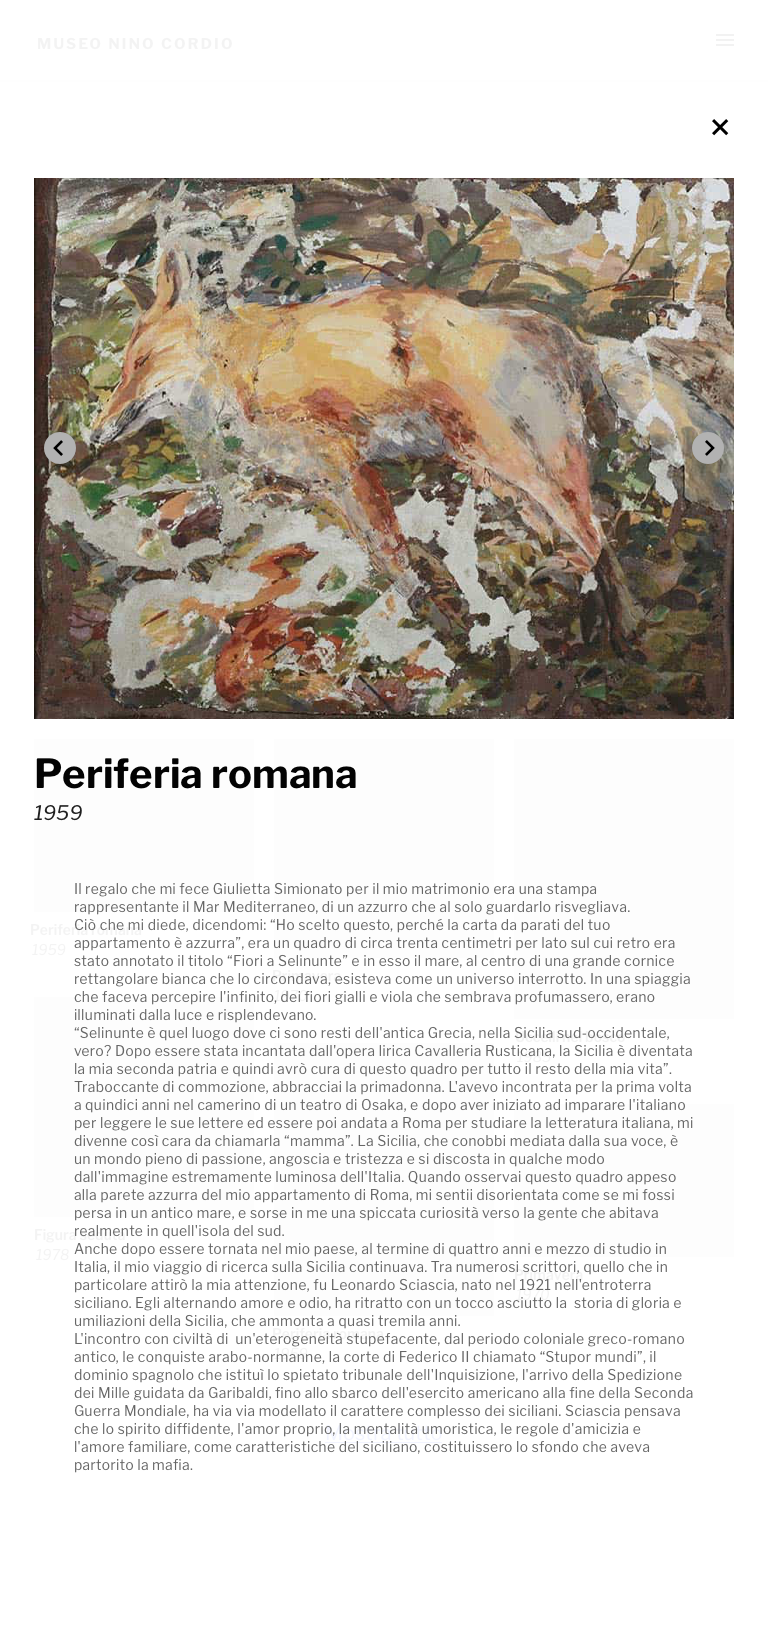 MUSEO NINO CORDIO
Periferia romana
1959
Il regalo che mi fece Giulietta Simionato per il mio matrimonio era una stampa
rappresentante il Mar Mediterraneo, di un azzurro che al solo guardarlo risvegliava.
Ciò che mi diede, dicendomi: “Ho scelto questo, perché la carta da parati del tuo
appartamento è azzurra”, era un quadro di circa trenta centimetri per lato sul cui retro era
stato annotato il titolo “Fiori a Selinunte” e in esso il mare, al centro di una grande cornice
rettangolare bianca che lo circondava, esisteva come un universo interrotto. In una spiaggia
che faceva percepire l'infinito, dei fiori gialli e viola che sembrava profumassero, erano
illuminati dalla luce e risplendevano.
“Selinunte è quel luogo dove ci sono resti dell'antica Grecia, nella Sicilia sud-occidentale,
vero? Dopo essere stata incantata dall'opera lirica Cavalleria Rusticana, la Sicilia è diventata
la mia seconda patria e quindi avrò cura di questo quadro per tutto il resto della mia vita”.
Traboccante di commozione, abbracciai la primadonna. L'avevo incontrata per la prima volta
a quindici anni nel camerino di un teatro di Osaka, e dopo aver iniziato ad imparare l'italiano
per leggere le sue lettere ed essere poi andata a Roma per studiare la letteratura italiana, mi
divenne così cara da chiamarla “mamma”. La Sicilia, che conobbi mediata dalla sua voce, è
un mondo pieno di passione, angoscia e tristezza e si discosta in qualche modo
dall'immagine estremamente luminosa dell'Italia. Quando osservai questo quadro appeso
alla parete azzurra del mio appartamento di Roma, mi sentii disorientata come se mi fossi
persa in un antico mare, e sorse in me una spiccata curiosità verso la gente che abitava
realmente in quell'isola del sud.
Anche dopo essere tornata nel mio paese, al termine di quattro anni e mezzo di studio in
Italia, il mio viaggio di ricerca sulla Sicilia continuava. Tra numerosi scrittori, quello che in
particolare attirò la mia attenzione, fu Leonardo Sciascia, nato nel 1921 nell'entroterra
siciliano. Egli alternando amore e odio, ha ritratto con un tocco asciutto la  storia di gloria e
umiliazioni della Sicilia, che ammonta a quasi tremila anni.
L'incontro con civiltà di  un'eterogeneità stupefacente, dal periodo coloniale greco-romano
antico, le conquiste arabo-normanne, la corte di Federico II chiamato “Stupor mundi”, il
dominio spagnolo che istituì lo spietato tribunale dell'Inquisizione, l'arrivo della Spedizione
dei Mille guidata da Garibaldi, fino allo sbarco dell'esercito americano alla fine della Seconda
Guerra Mondiale, ha via via modellato il carattere complesso dei siciliani. Sciascia pensava
che lo spirito diffidente, l'amor proprio, la mentalità umoristica, le regole d'amicizia e
l'amore familiare, come caratteristiche del siciliano, costituissero lo sfondo che aveva
partorito la mafia.
1959
1978